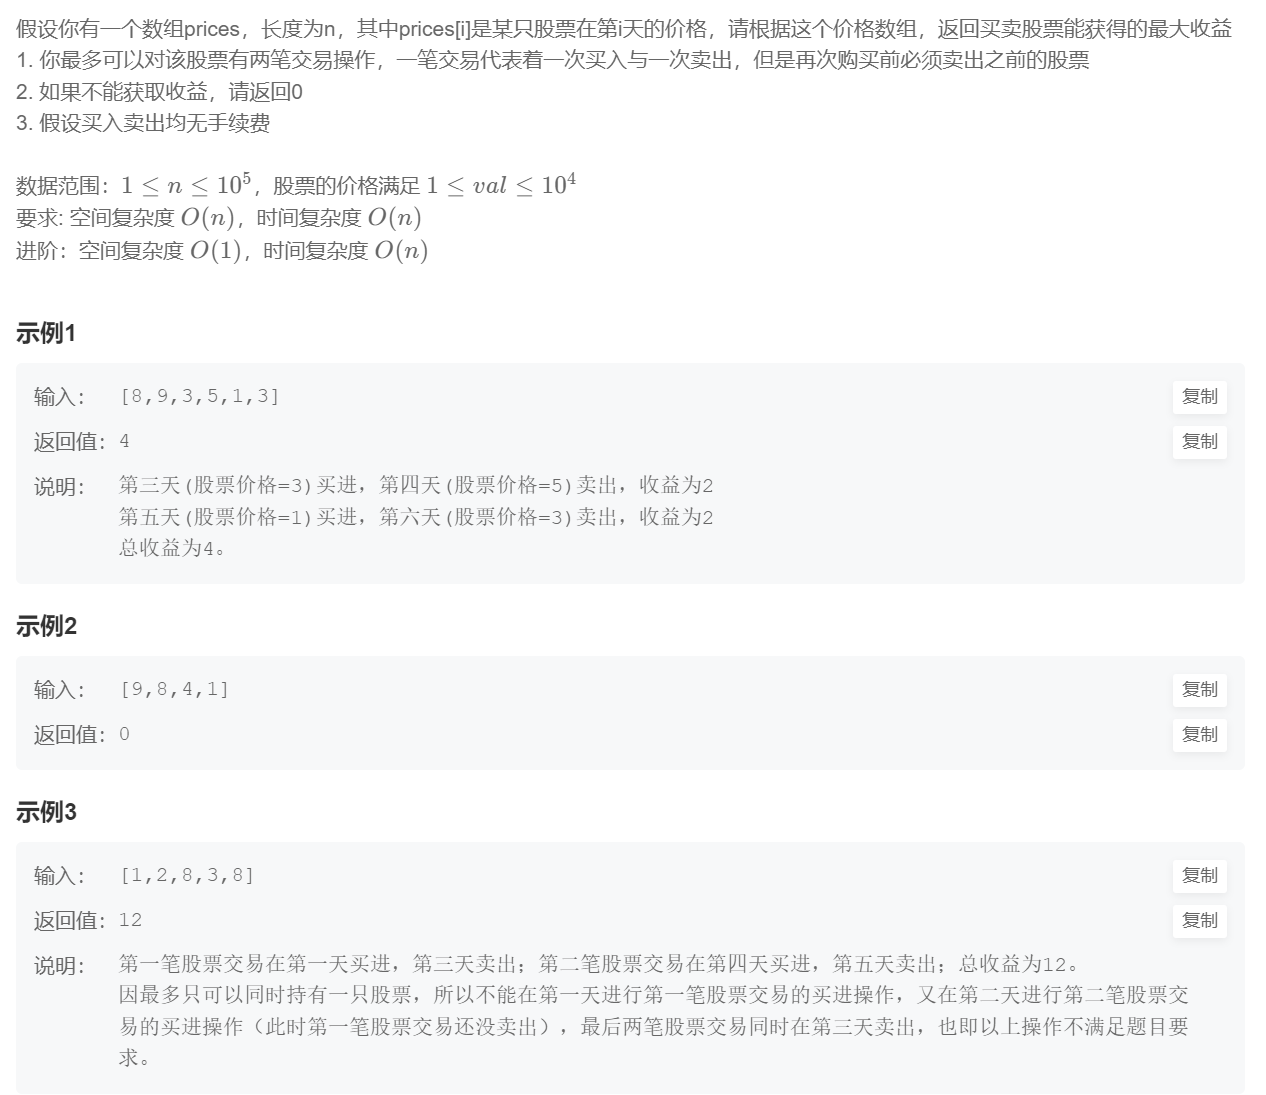 假设你有一个数组prices，长度为n，其中prices[i]是某只股票在第i天的价格，请根据这个价格数组，返回买卖股票能获得的最大收益
1. 你最多可以对该股票有两笔交易操作，一笔交易代表着一次买入与一次卖出，但是再次购买前必须卖出之前的股票
2. 如果不能获取收益，请返回0
3. 假设买入卖出均无手续费
数据范围：1 ≤ n ≤ 10^5，股票的价格满足 1 ≤ val ≤ 10^4
要求: 空间复杂度 O(n)，时间复杂度 O(n)
进阶：空间复杂度 O(1)，时间复杂度 O(n)
示例1
输入： [8,9,3,5,1,3] 复制
返回值： 4 复制
说明： 第三天(股票价格=3)买进，第四天(股票价格=5)卖出，收益为2
第五天(股票价格=1)买进，第六天(股票价格=3)卖出，收益为2
总收益为4。
示例2
输入： [9,8,4,1] 复制
返回值： 0 复制
示例3
输入： [1,2,8,3,8] 复制
返回值： 12 复制
说明： 第一笔股票交易在第一天买进，第三天卖出；第二笔股票交易在第四天买进，第五天卖出；总收益为12。
因最多只可以同时持有一只股票，所以不能在第一天进行第一笔股票交易的买进操作，又在第二天进行第二笔股票交
易的买进操作（此时第一笔股票交易还没卖出），最后两笔股票交易同时在第三天卖出，也即以上操作不满足题目要
求。